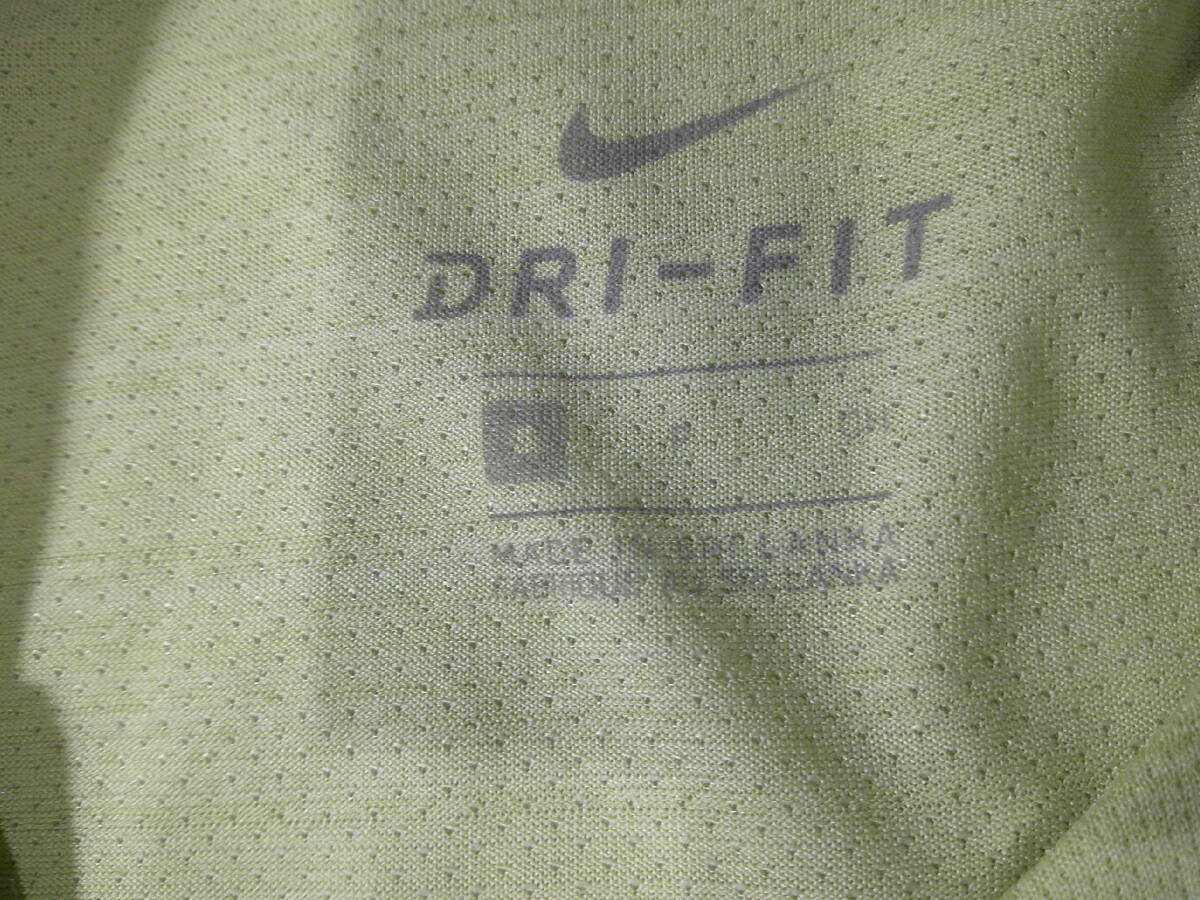 DRI-FIT
MADE IN SRI LANKA
FABRIQUÉ AU SRI LANKA